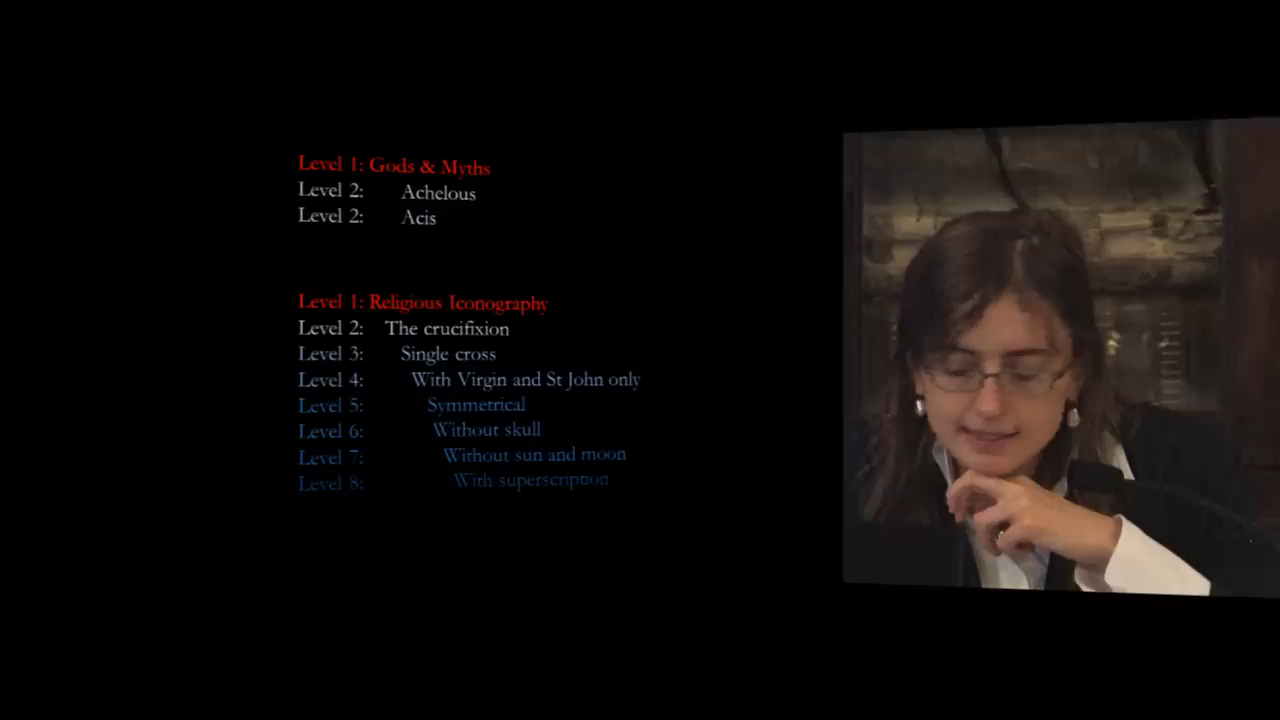 Level 1: Gods & Myths
Level 2: Achelous
Level 2: Acis
Level 1: Religious Iconography
Level 2: The crucifixion
Level 3: Single cross
Level 4: With Virgin and St John only
Level 5: Symmetrical
Level 6: Without skull
Level 7: Without sun and moon
Level 8: With superscription